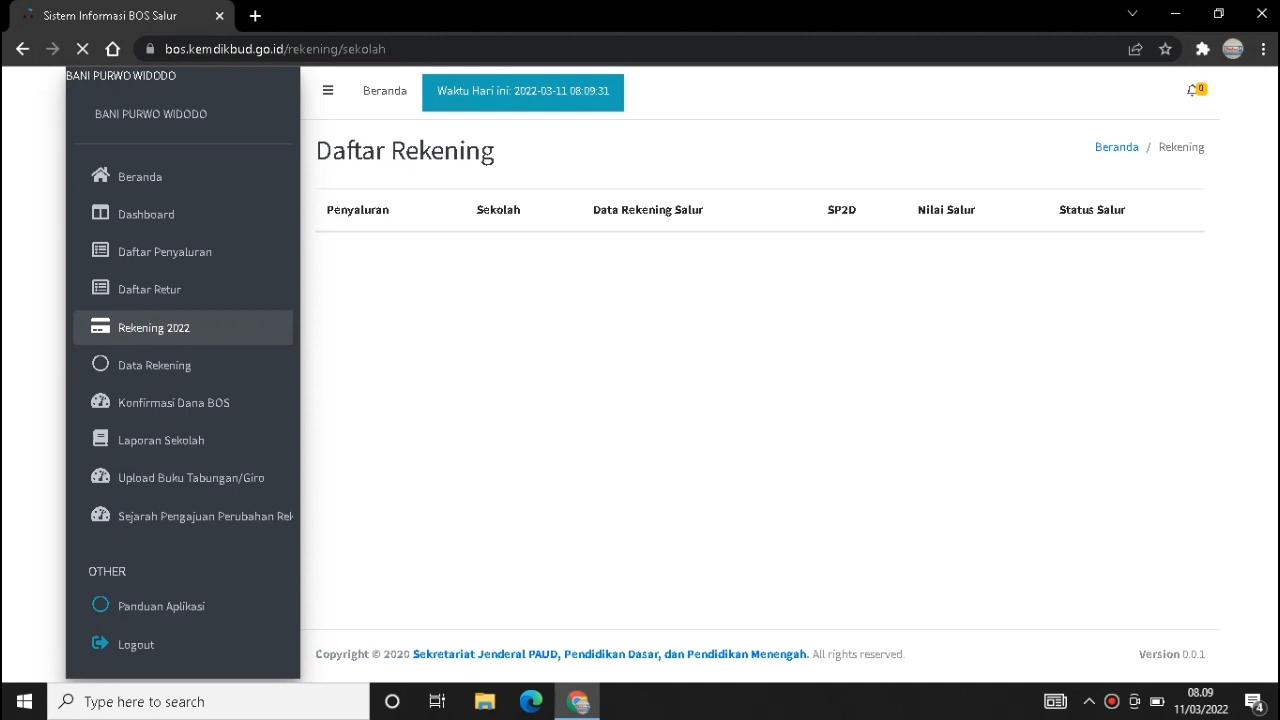 Sistem Informasi BOS Salur
bos.kemdikbud.go.id/rekening/sekolah
BANI PURWO WIDODO
BANI PURWO WIDODO
Beranda
Dashboard
Daftar Penyaluran
Daftar Retur
Rekening 2022
Data Rekening
Konfirmasi Dana BOS
Laporan Sekolah
Upload Buku Tabungan/Giro
Sejarah Pengajuan Perubahan Rek
OTHER
Panduan Aplikasi
Logout
Beranda Waktu Hari ini: 2022-03-11 08:09:31 0
Daftar Rekening
Beranda / Rekening
Penyaluran Sekolah Data Rekening Salur SP2D Nilai Salur Status Salur
Copyright © 2020 Sekretariat Jenderal PAUD, Pendidikan Dasar, dan Pendidikan Menengah. All rights reserved.
Version 0.0.1
Type here to search
08.09
11/03/2022
4